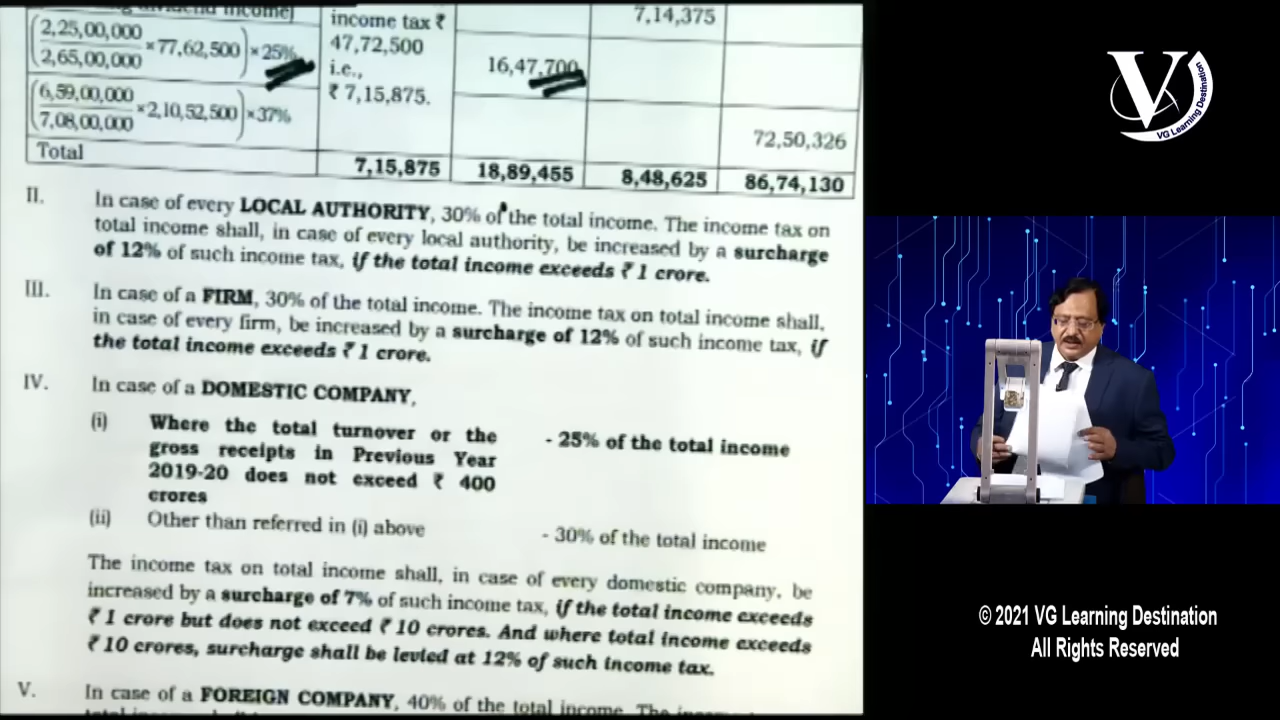 dividend income)
income tax ₹
7,14,375
(2,25,00,000/2,65,00,000 ×77,62,500) × 25%
47,72,500
16,47,700
i.e.,
₹ 7,15,875.
(6,59,00,000/7,08,00,000 ×2,10,52,500) × 37%
72,50,326
Total 7,15,875 18,89,455 8,48,625 86,74,130
II. In case of every LOCAL AUTHORITY, 30% of the total income. The income tax on
total income shall, in case of every local authority, be increased by a surcharge
of 12% of such income tax, if the total income exceeds ₹ 1 crore.
III. In case of a FIRM, 30% of the total income. The income tax on total income shall,
in case of every firm, be increased by a surcharge of 12% of such income tax, if
the total income exceeds ₹ 1 crore.
IV. In case of a DOMESTIC COMPANY,
(i) Where the total turnover or the - 25% of the total income
gross receipts in Previous Year
2019-20 does not exceed ₹ 400
crores
(ii) Other than referred in (i) above - 30% of the total income
The income tax on total income shall, in case of every domestic company, be
increased by a surcharge of 7% of such income tax, if the total income exceeds
₹ 1 crore but does not exceed ₹ 10 crores. And where total income exceeds
₹ 10 crores, surcharge shall be levied at 12% of such income tax.
V. In case of a FOREIGN COMPANY, 40% of the total income. The income
V
VG Learning Destination
© 2021 VG Learning Destination
All Rights Reserved